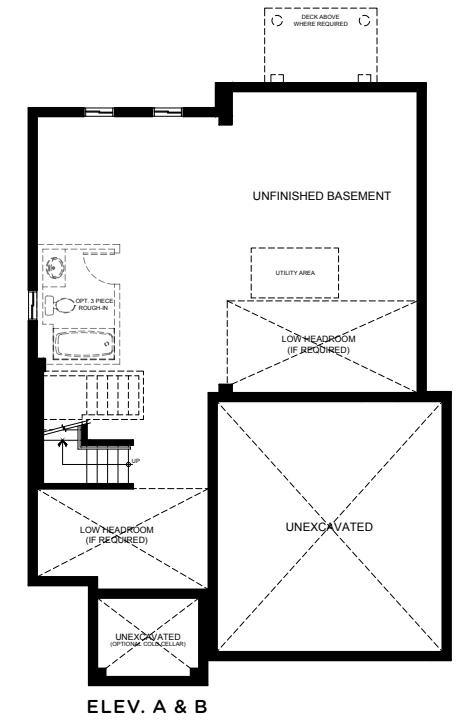 DECK ABOVE
WHERE REQUIRED
UNFINISHED BASEMENT
UTILITY AREA
OPT. 3 PIECE
ROUGH-IN
LOW HEADROOM
(IF REQUIRED)
UP
UNEXCAVATED
LOW HEADROOM
(IF REQUIRED)
UNEXCAVATED
(OPTIONAL COLD CELLAR)
ELEV. A & B